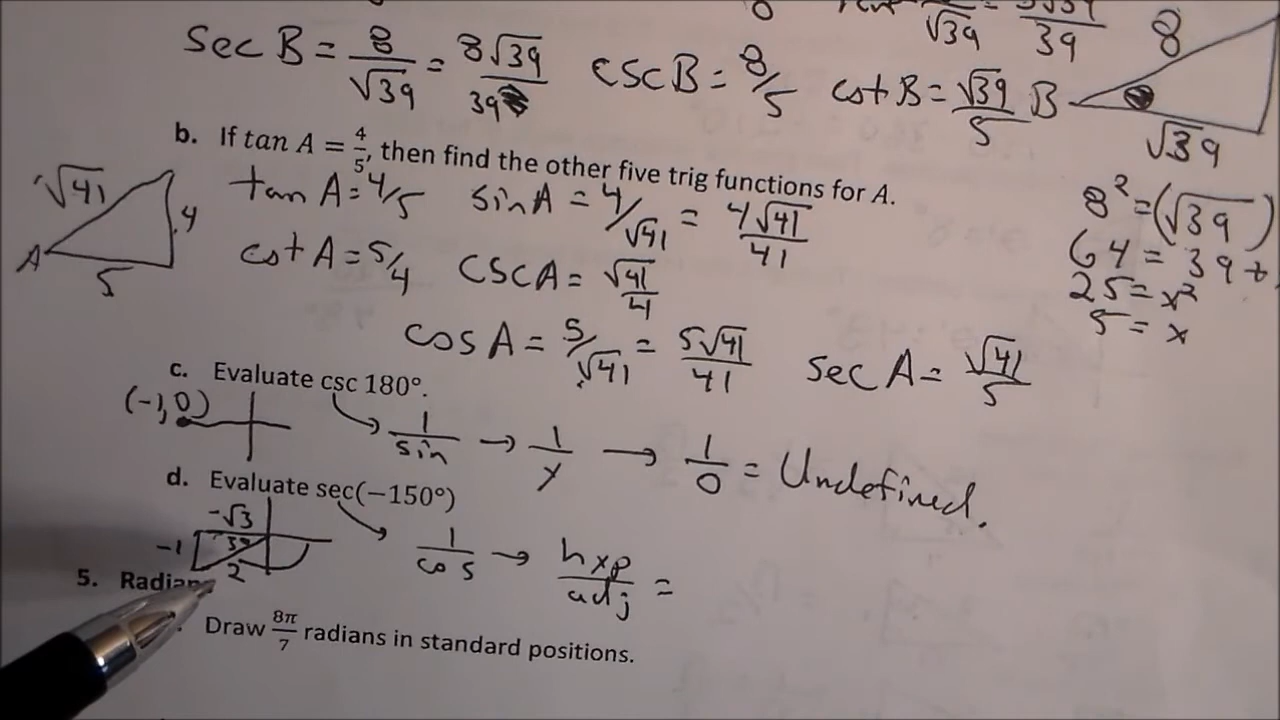 8
√39 39
sec B = 8/√39 = 8√39/39 csc B = 8/5 cot B = √39/5 B
√39
b. If tan A = 4/5, then find the other five trig functions for A.
√41 4 5 A
tan A = 4/5 sin A = 4/√41 = 4√41/41
cot A = 5/4 csc A = √41/4
cos A = 5/√41 = 5√41/41 sec A = √41/5
8² = (√39)
64 = 39 +
25 = x²
5 = x
c. Evaluate csc 180°.
(-1,0) → 1/sin → 1/y → 1/0 = Undefined.
d. Evaluate sec(−150°)
-√3 -1 30 2 → 1/cos → hyp/adj =
5. Radian
Draw 8π/7 radians in standard positions.